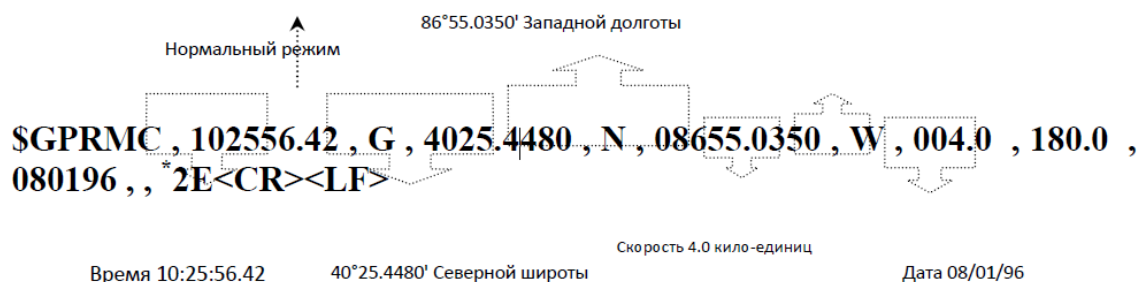 86°55.0350' Западной долготы
Нормальный режим
$GPRMC , 102556.42 , G , 4025.4480 , N , 08655.0350 , W , 004.0 , 180.0 ,
080196 , , *2E<CR><LF>
Скорость 4.0 кило-единиц
Время 10:25:56.42 40°25.4480' Северной широты Дата 08/01/96